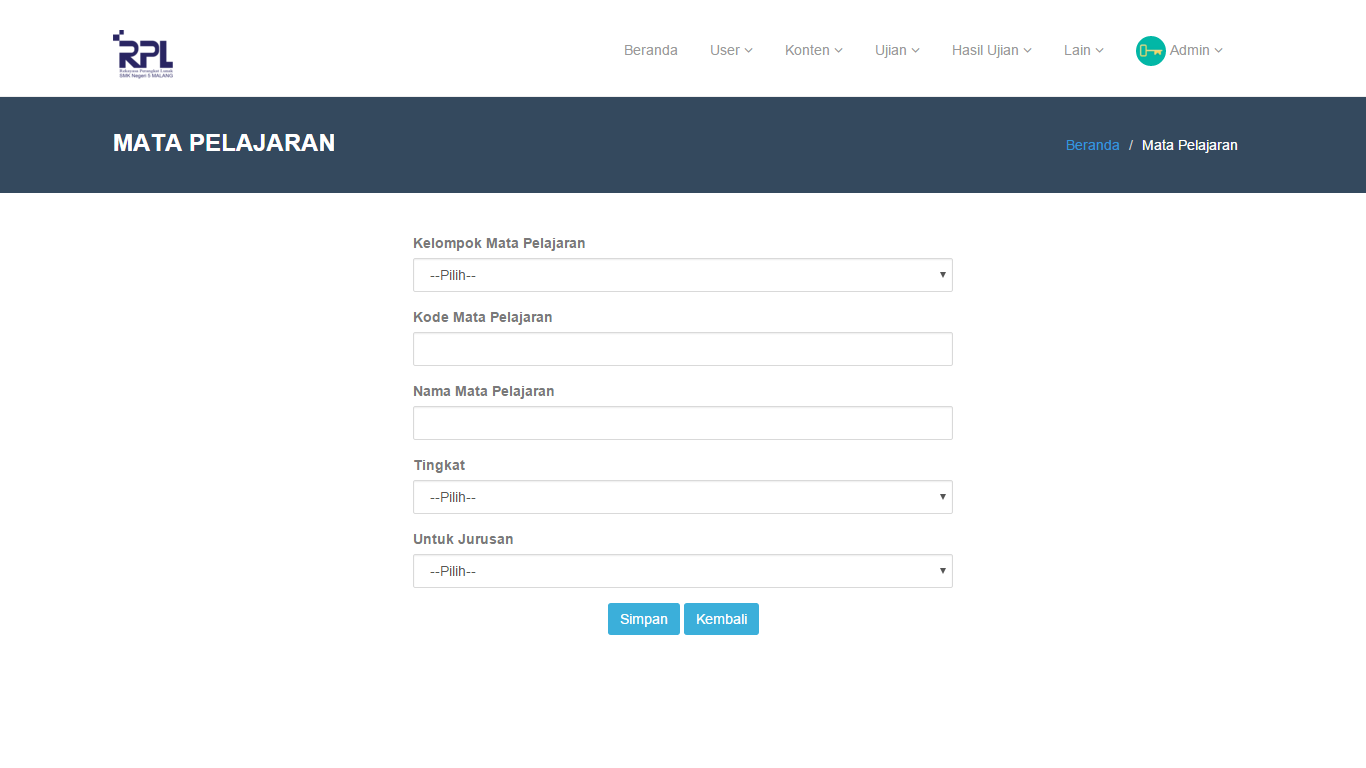 RPL
Rekayasa Perangkat Lunak
SMK Negeri 5 MALANG
Beranda User Konten Ujian Hasil Ujian Lain Admin
MATA PELAJARAN
Beranda / Mata Pelajaran
Kelompok Mata Pelajaran
--Pilih--
Kode Mata Pelajaran
Nama Mata Pelajaran
Tingkat
--Pilih--
Untuk Jurusan
--Pilih--
Simpan Kembali